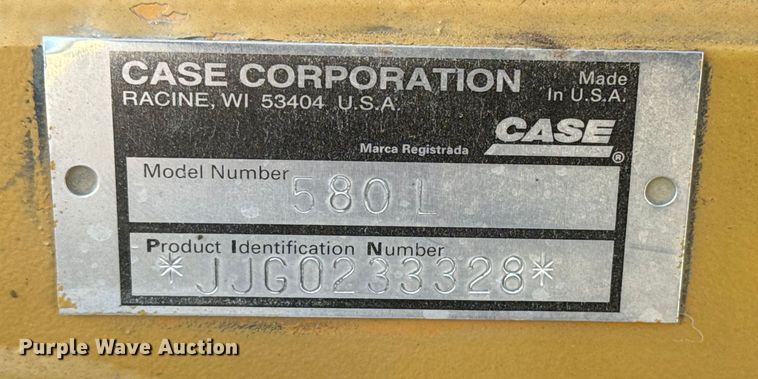 CASE CORPORATION
RACINE, WI 53404 U.S.A.
Made
In U.S.A.
CASE
®
Marca Registrada
Model Number
580 L
Product Identification Number
*JJG0233328*
Purple Wave Auction